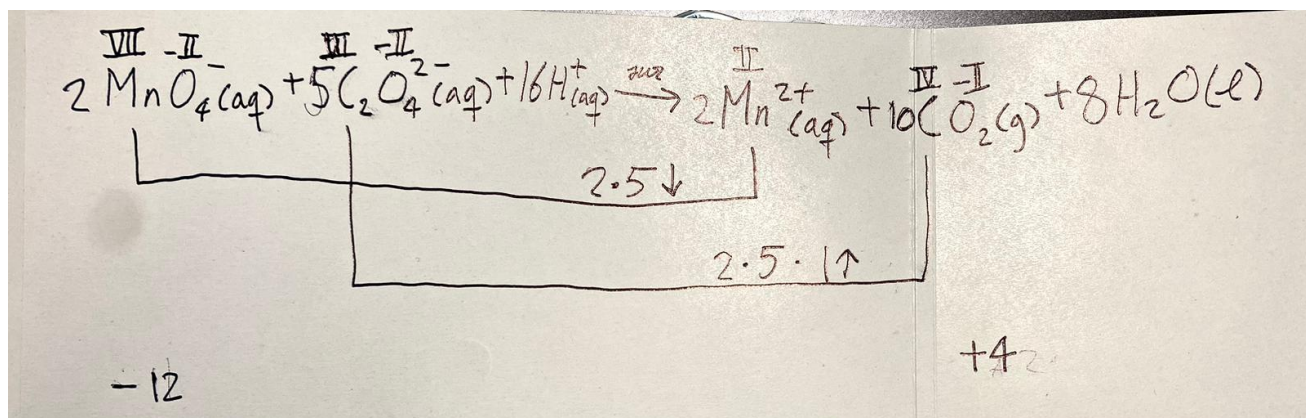 VII -II III -II II IV -II
2 MnO₄⁻(aq) + 5C₂O₄²⁻(aq) + 16H⁺(aq) sur → 2Mn²⁺(aq) + 10CO₂(g) + 8H₂O(l)
2·5↓
2·5·1↑
+4
-12